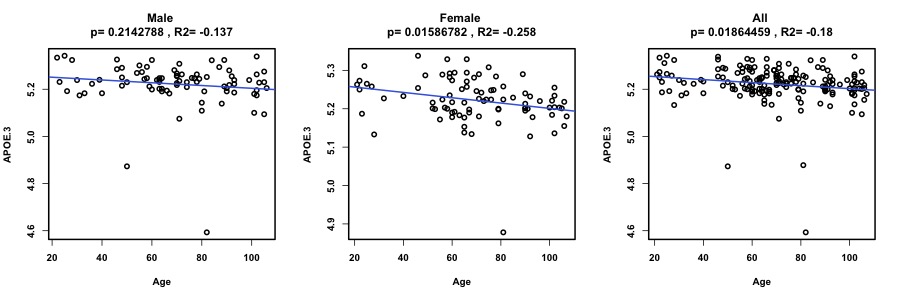 Male
p= 0.2142788 , R2= -0.137
APOE.3
5.2
5.0
4.8
4.6
20 40 60 80 100
Age
Female
p= 0.01586782 , R2= -0.258
APOE.3
5.3
5.2
5.1
5.0
4.9
20 40 60 80 100
Age
All
p= 0.01864459 , R2= -0.18
APOE.3
5.2
5.0
4.8
4.6
20 40 60 80 100
Age